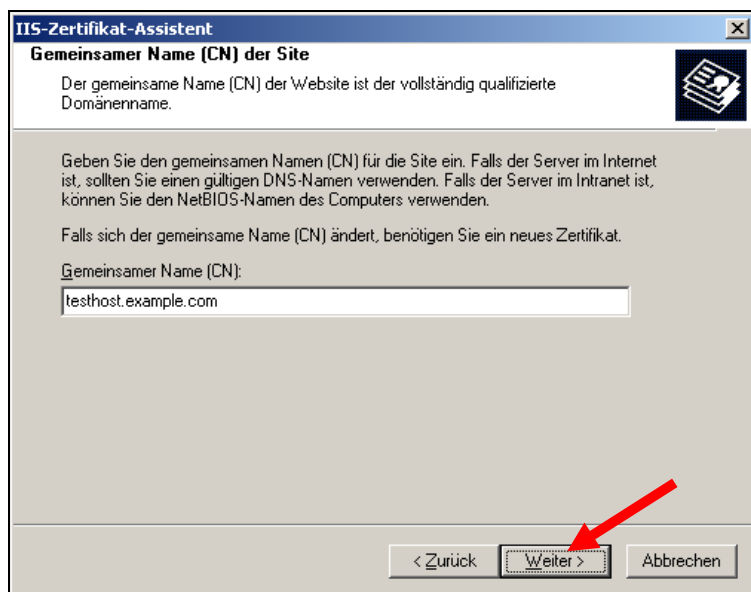 IIS-Zertifikat-Assistent
Gemeinsamer Name (CN) der Site
Der gemeinsame Name (CN) der Website ist der vollständig qualifizierte
Domänenname.
Geben Sie den gemeinsamen Namen (CN) für die Site ein. Falls der Server im Internet
ist, sollten Sie einen gültigen DNS-Namen verwenden. Falls der Server im Intranet ist,
können Sie den NetBIOS-Namen des Computers verwenden.
Falls sich der gemeinsame Name (CN) ändert, benötigen Sie ein neues Zertifikat.
Gemeinsamer Name (CN):
testhost.example.com
< Zurück Weiter > Abbrechen